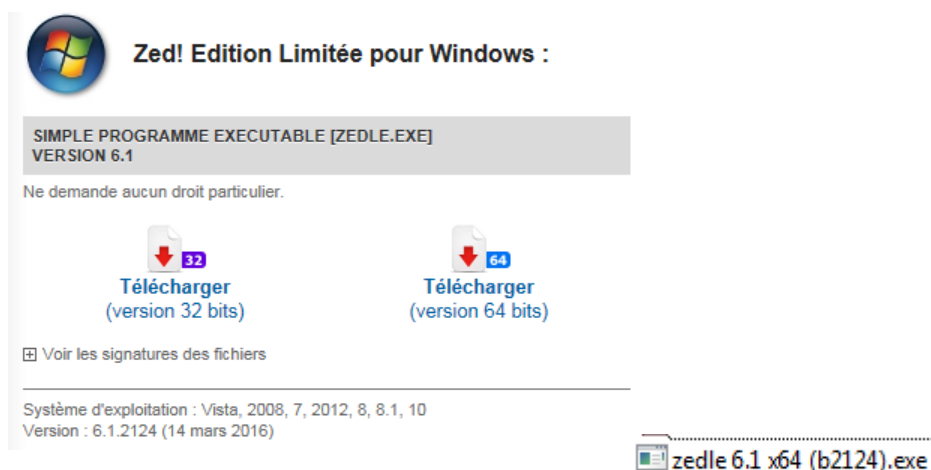 Zed! Edition Limitée pour Windows :
SIMPLE PROGRAMME EXECUTABLE [ZEDLE.EXE]
VERSION 6.1
Ne demande aucun droit particulier.
32
Télécharger
(version 32 bits)
64
Télécharger
(version 64 bits)
Voir les signatures des fichiers
Système d'exploitation : Vista, 2008, 7, 2012, 8, 8.1, 10
Version : 6.1.2124 (14 mars 2016)
zedle 6.1 x64 (b2124).exe